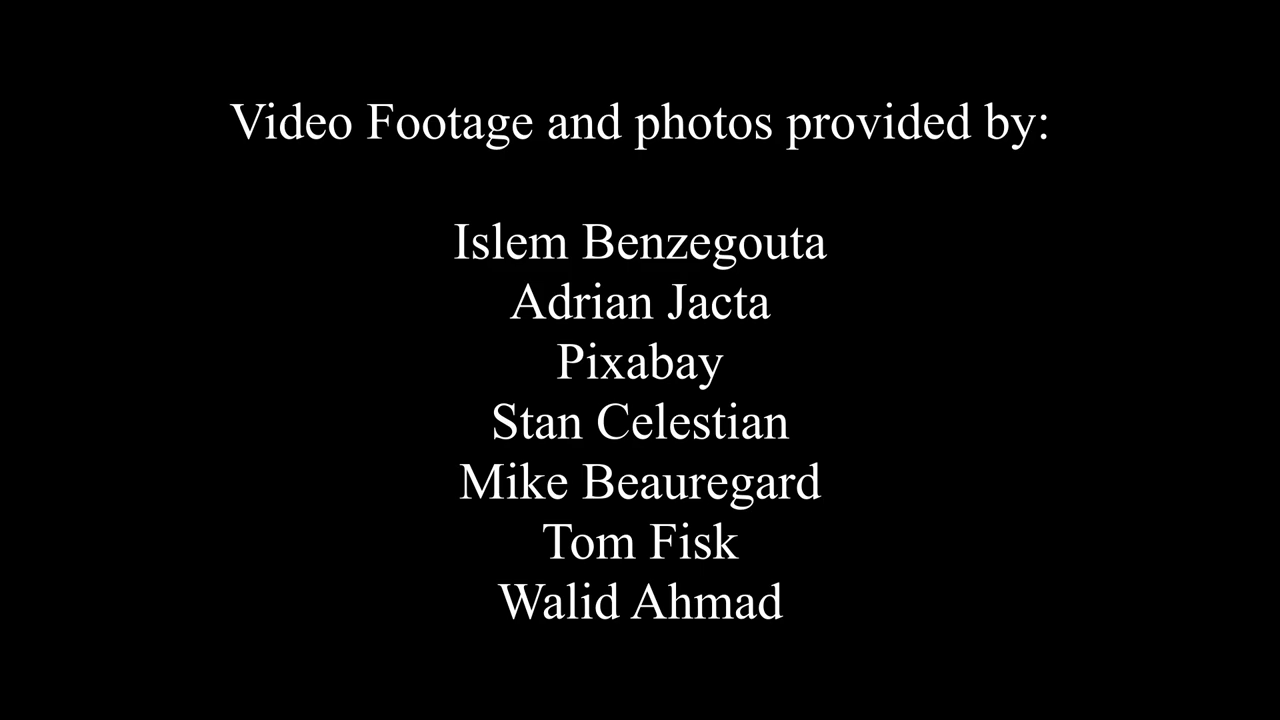 Video Footage and photos provided by:
Islem Benzegouta
Adrian Jacta
Pixabay
Stan Celestian
Mike Beauregard
Tom Fisk
Walid Ahmad